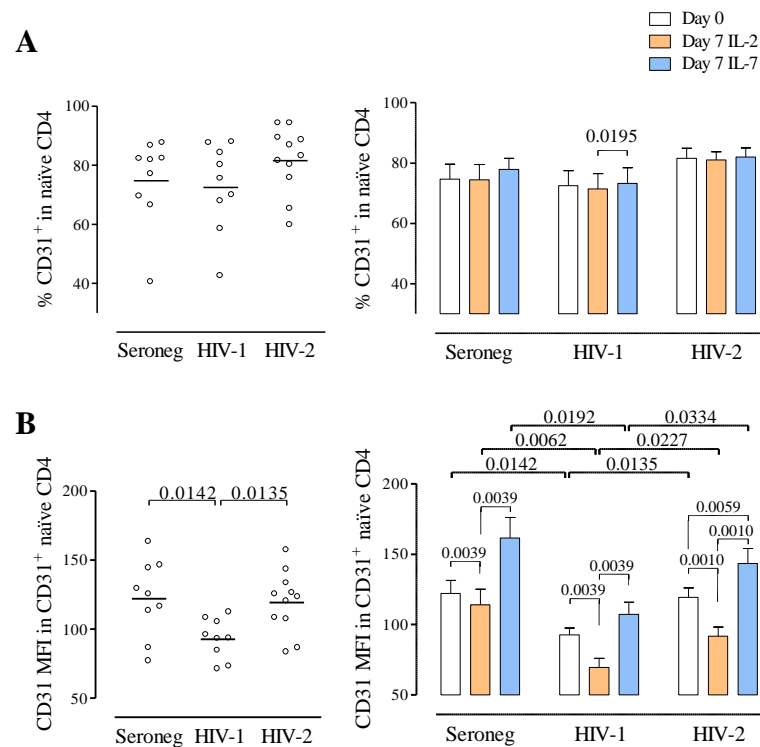 Day 0
Day 7 IL-2
Day 7 IL-7
A
% CD31+ in naïve CD4
100
80
60
40
Seroneg HIV-1 HIV-2
% CD31+ in naïve CD4
100
80
60
40
0.0195
Seroneg HIV-1 HIV-2
B
CD31 MFI in CD31+ naïve CD4
200
150
100
50
0.0142 0.0135
Seroneg HIV-1 HIV-2
CD31 MFI in CD31+ naïve CD4
200
150
100
50
0.0192 0.0334
0.0062 0.0227
0.0142 0.0135
0.0039
0.0059
0.0039
0.0039
0.0010
0.0039
0.0010
Seroneg HIV-1 HIV-2